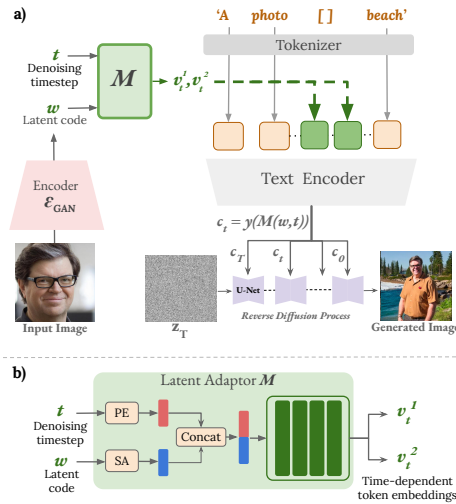 a)
'A photo [ ] beach'
Tokenizer
t
Denoising
timestep
M
v_t^1, v_t^2
w
Latent code
Encoder
ε_GAN
Text Encoder
c_t = y(M(w,t))
c_T c_t c_0
U-Net
Input Image
z_T
Reverse Diffusion Process
Generated Image
b)
Latent Adaptor M
t
Denoising
timestep
PE
Concat
w
Latent
code
SA
v_t^1
v_t^2
Time-dependent
token embeddings